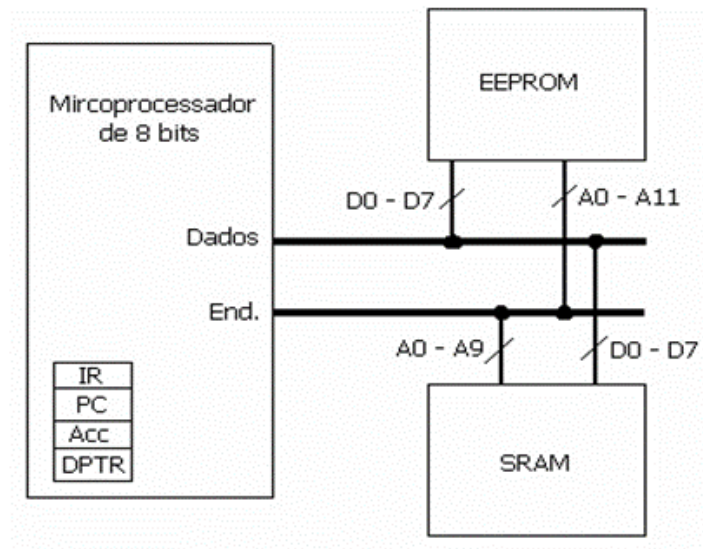 EEPROM
Mircoprocessador
de 8 bits
D0 - D7
A0 - A11
Dados
End.
A0 - A9
D0 - D7
IR
PC
Acc
DPTR
SRAM